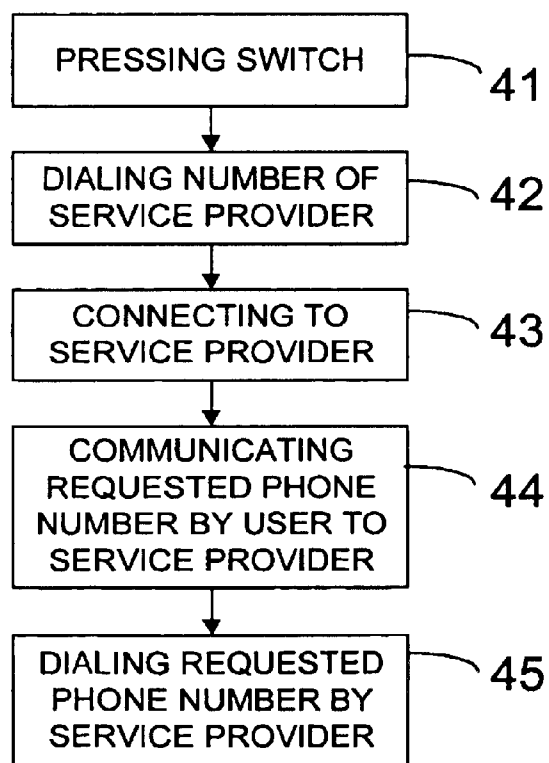 PRESSING SWITCH
41
DIALING NUMBER OF
SERVICE PROVIDER
42
CONNECTING TO
SERVICE PROVIDER
43
COMMUNICATING
REQUESTED PHONE
NUMBER BY USER TO
SERVICE PROVIDER
44
DIALING REQUESTED
PHONE NUMBER BY
SERVICE PROVIDER
45